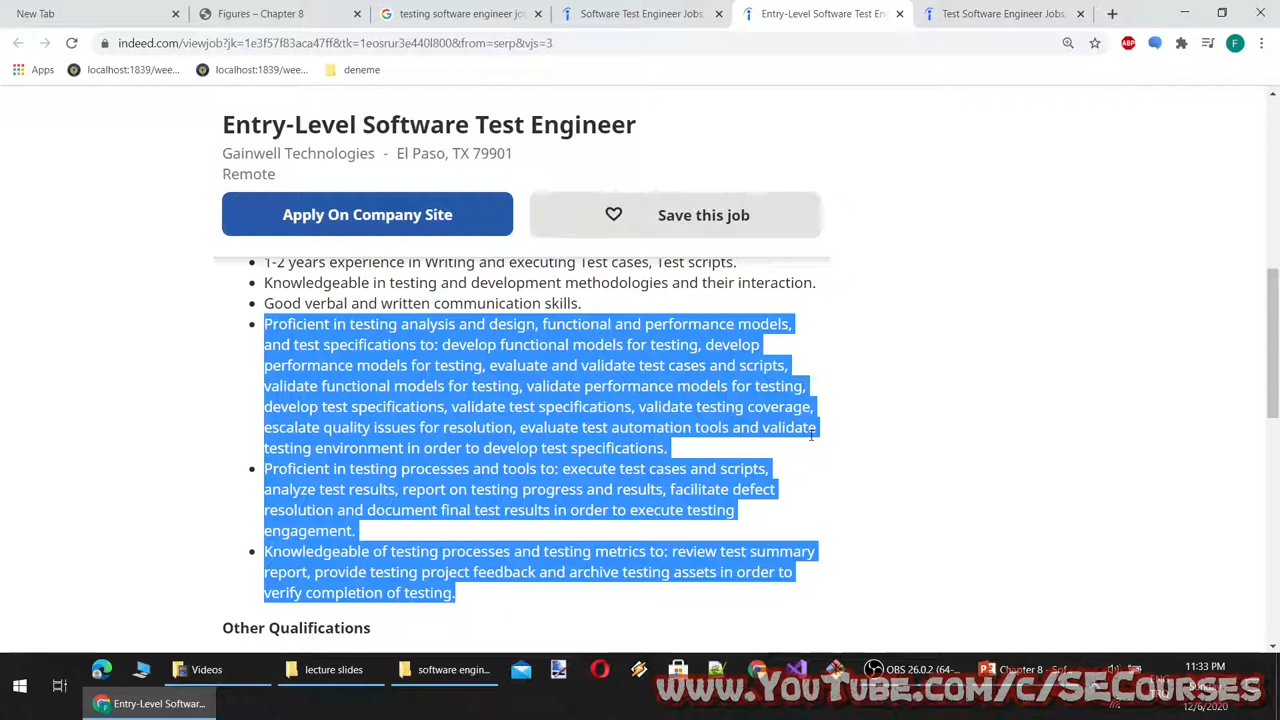 New Tab
Figures – Chapter 8
testing software engineer jo
Software Test Engineer Jobs,
Entry-Level Software Test En
Test Software Engineer Jobs,
indeed.com/viewjob?jk=1e3f57f83aca47ff&tk=1eosrur3e440l800&from=serp&vjs=3
ABP
F
Apps
localhost:1839/wee...
localhost:1839/wee...
deneme
Entry-Level Software Test Engineer
Gainwell Technologies - El Paso, TX 79901
Remote
Apply On Company Site
Save this job
1-2 years experience in Writing and executing Test cases, Test scripts.
Knowledgeable in testing and development methodologies and their interaction.
Good verbal and written communication skills.
Proficient in testing analysis and design, functional and performance models,
and test specifications to: develop functional models for testing, develop
performance models for testing, evaluate and validate test cases and scripts,
validate functional models for testing, validate performance models for testing,
develop test specifications, validate test specifications, validate testing coverage,
escalate quality issues for resolution, evaluate test automation tools and validate
testing environment in order to develop test specifications.
Proficient in testing processes and tools to: execute test cases and scripts,
analyze test results, report on testing progress and results, facilitate defect
resolution and document final test results in order to execute testing
engagement.
Knowledgeable of testing processes and testing metrics to: review test summary
report, provide testing project feedback and archive testing assets in order to
verify completion of testing.
Other Qualifications
Videos
lecture slides
software engin...
OBS 26.0.2 (64-...
Chapter 8 - Sof...
11:33 PM
Entry-Level Softwar...
12/6/2020
www.YouTube.com/c/SECourses